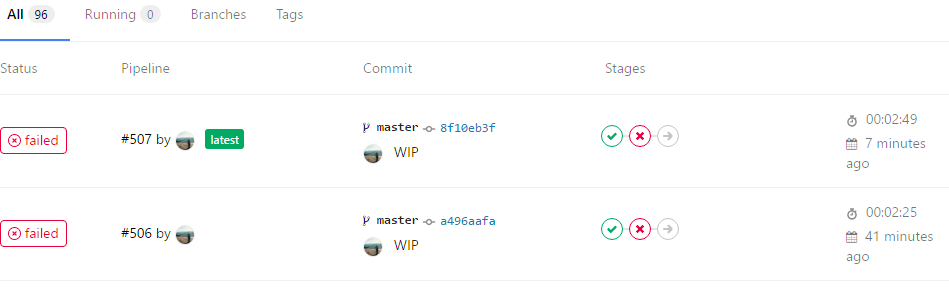 All 96 Running 0 Branches Tags
Status Pipeline Commit Stages
failed #507 by latest master 8f10eb3f 00:02:49
WIP 7 minutes
ago
failed #506 by master a496aafa 00:02:25
WIP 41 minutes
ago